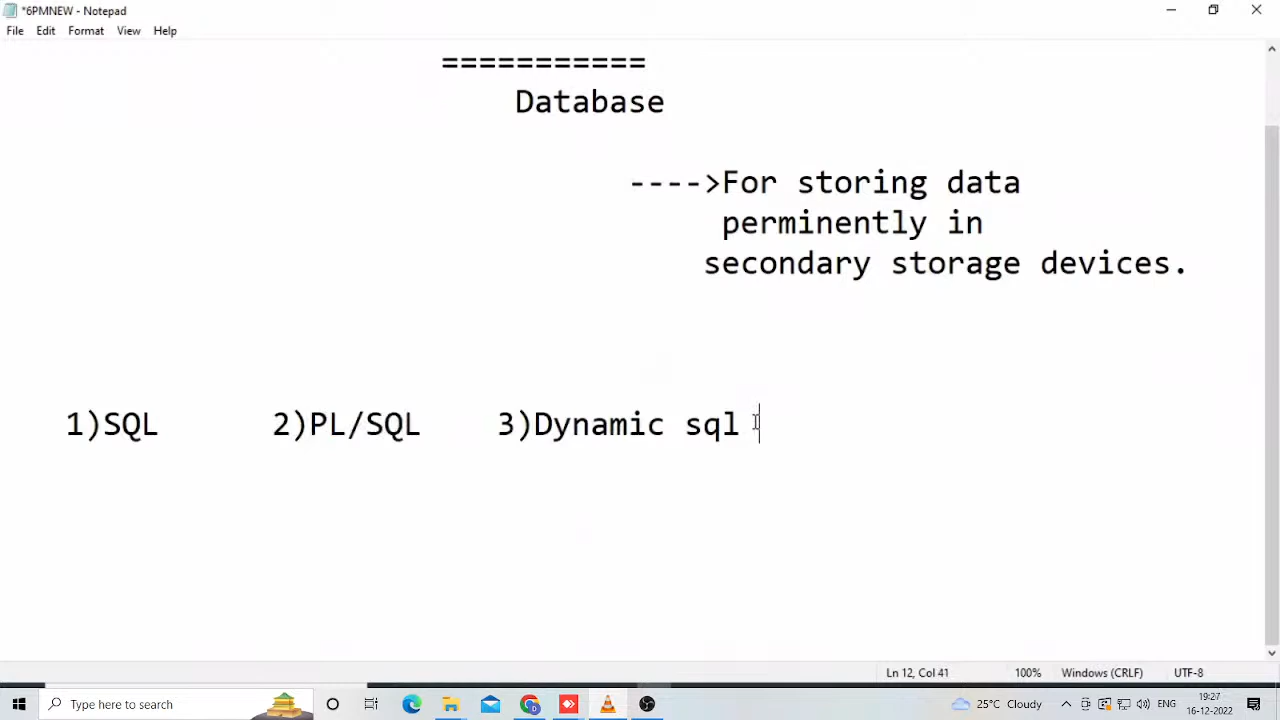 *6PMNEW - Notepad
File Edit Format View Help
===========
Database
---->For storing data
perminently in
secondary storage devices.
1)SQL 2)PL/SQL 3)Dynamic sql
Ln 12, Col 41 100% Windows (CRLF) UTF-8
Type here to search 25°C Cloudy ENG 19:27
16-12-2022